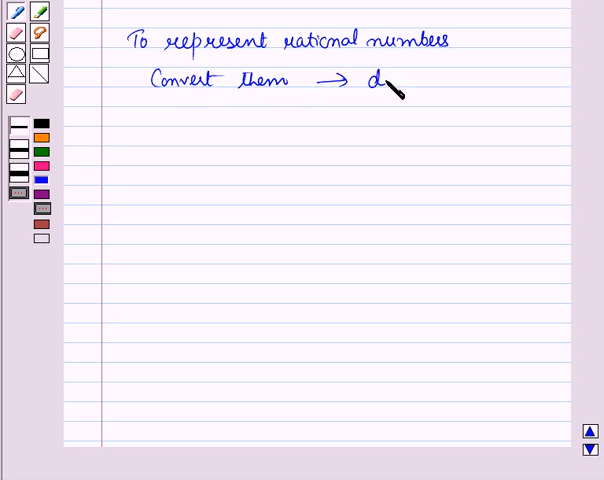 To represent rational numbers
Convert them → d